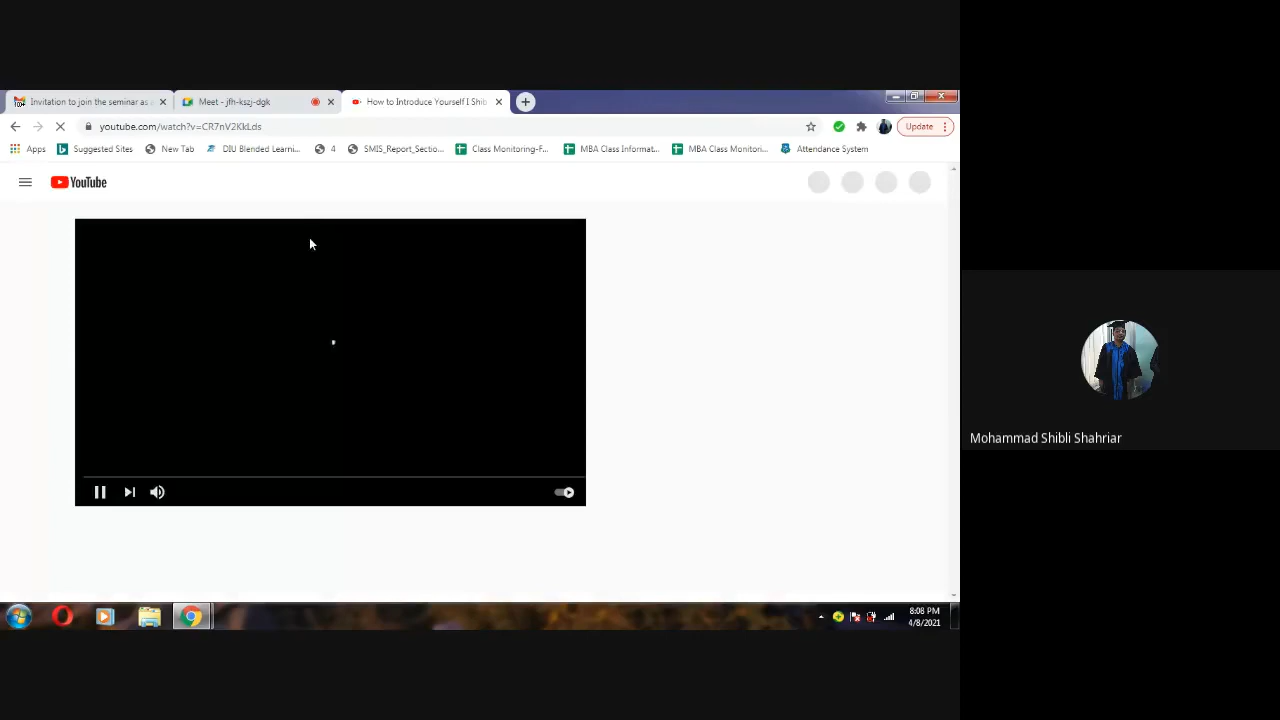 Invitation to join the seminar as
Meet - jfh-kszj-dgk
How to Introduce Yourself I Shib
youtube.com/watch?v=CR7nV2KkLds
Update
Apps
Suggested Sites
New Tab
DIU Blended Learni...
4
SMIS_Report_Sectio...
Class Monitoring-F...
MBA Class Informat...
MBA Class Monitori...
Attendance System
YouTube
Mohammad Shibli Shahriar
8:08 PM
4/8/2021